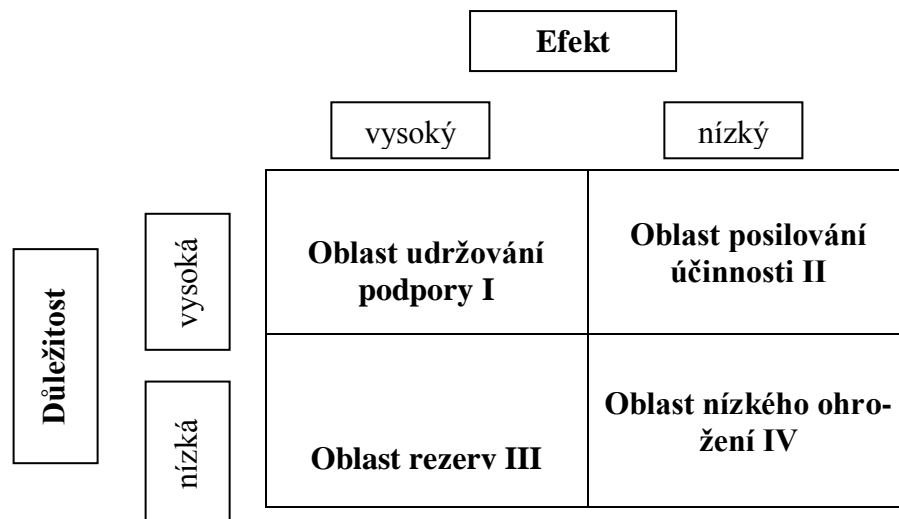 Efekt
vysoký
nízký
Důležitost
vysoká
nízká
Oblast udržování
podpory I
Oblast posilování
účinnosti II
Oblast rezerv III
Oblast nízkého ohro-
žení IV